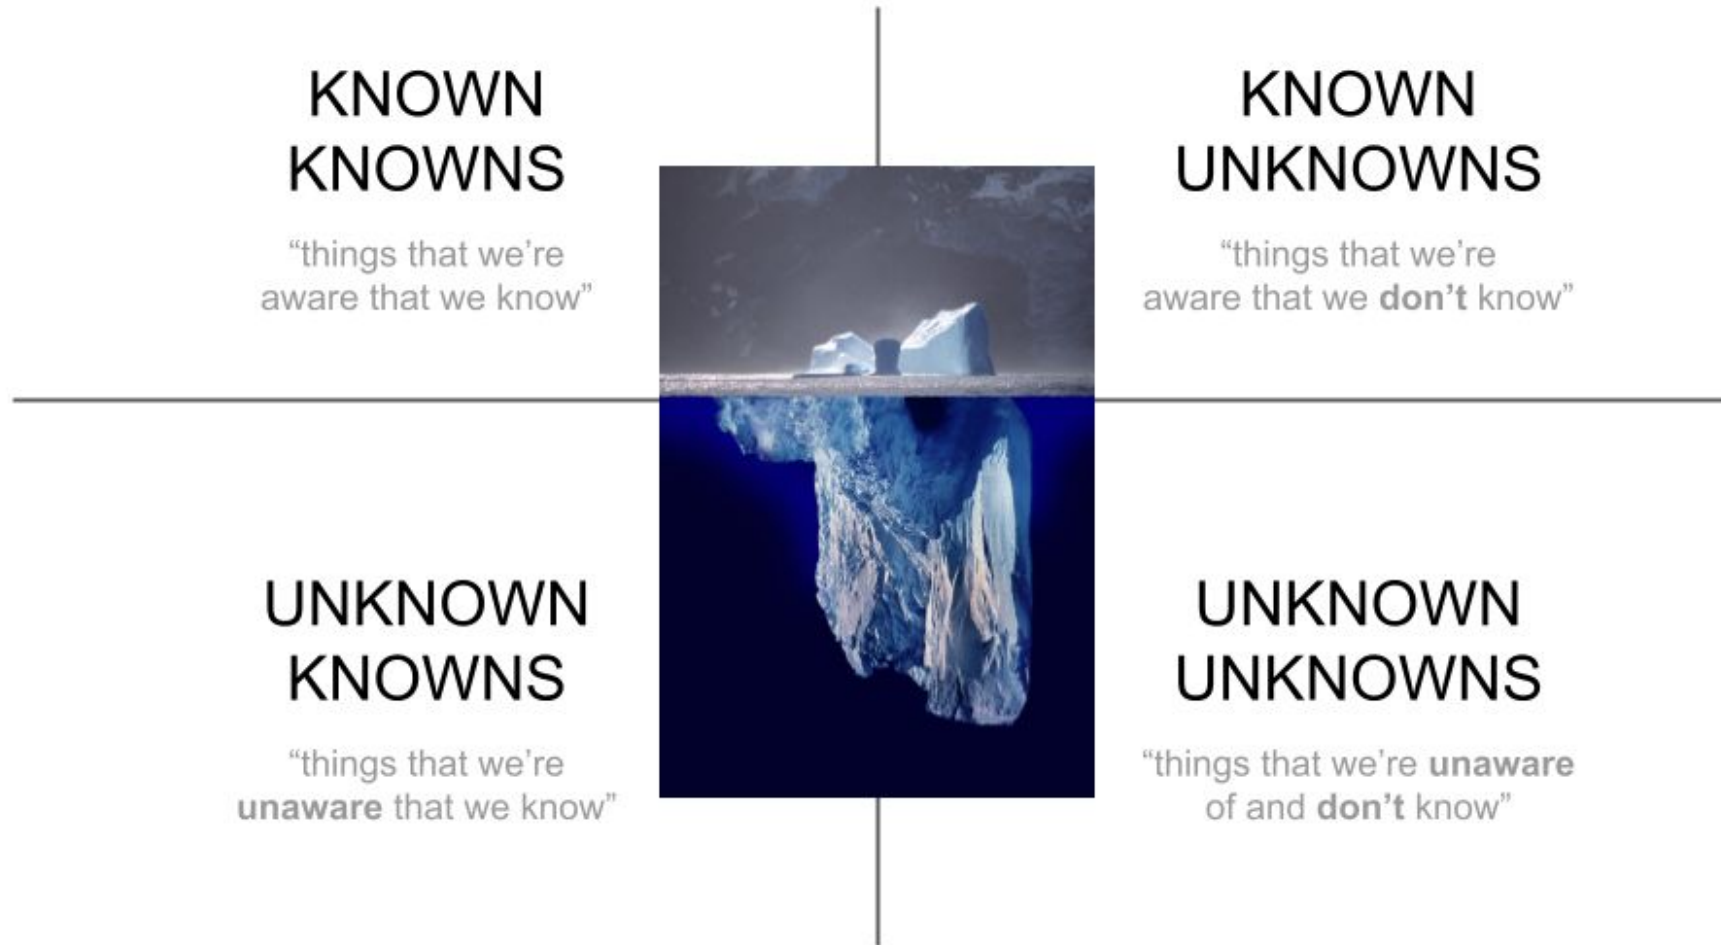 KNOWN
KNOWNS
“things that we’re
aware that we know”
KNOWN
UNKNOWNS
“things that we’re
aware that we don’t know”
UNKNOWN
KNOWNS
“things that we’re
unaware that we know”
UNKNOWN
UNKNOWNS
“things that we’re unaware
of and don’t know”